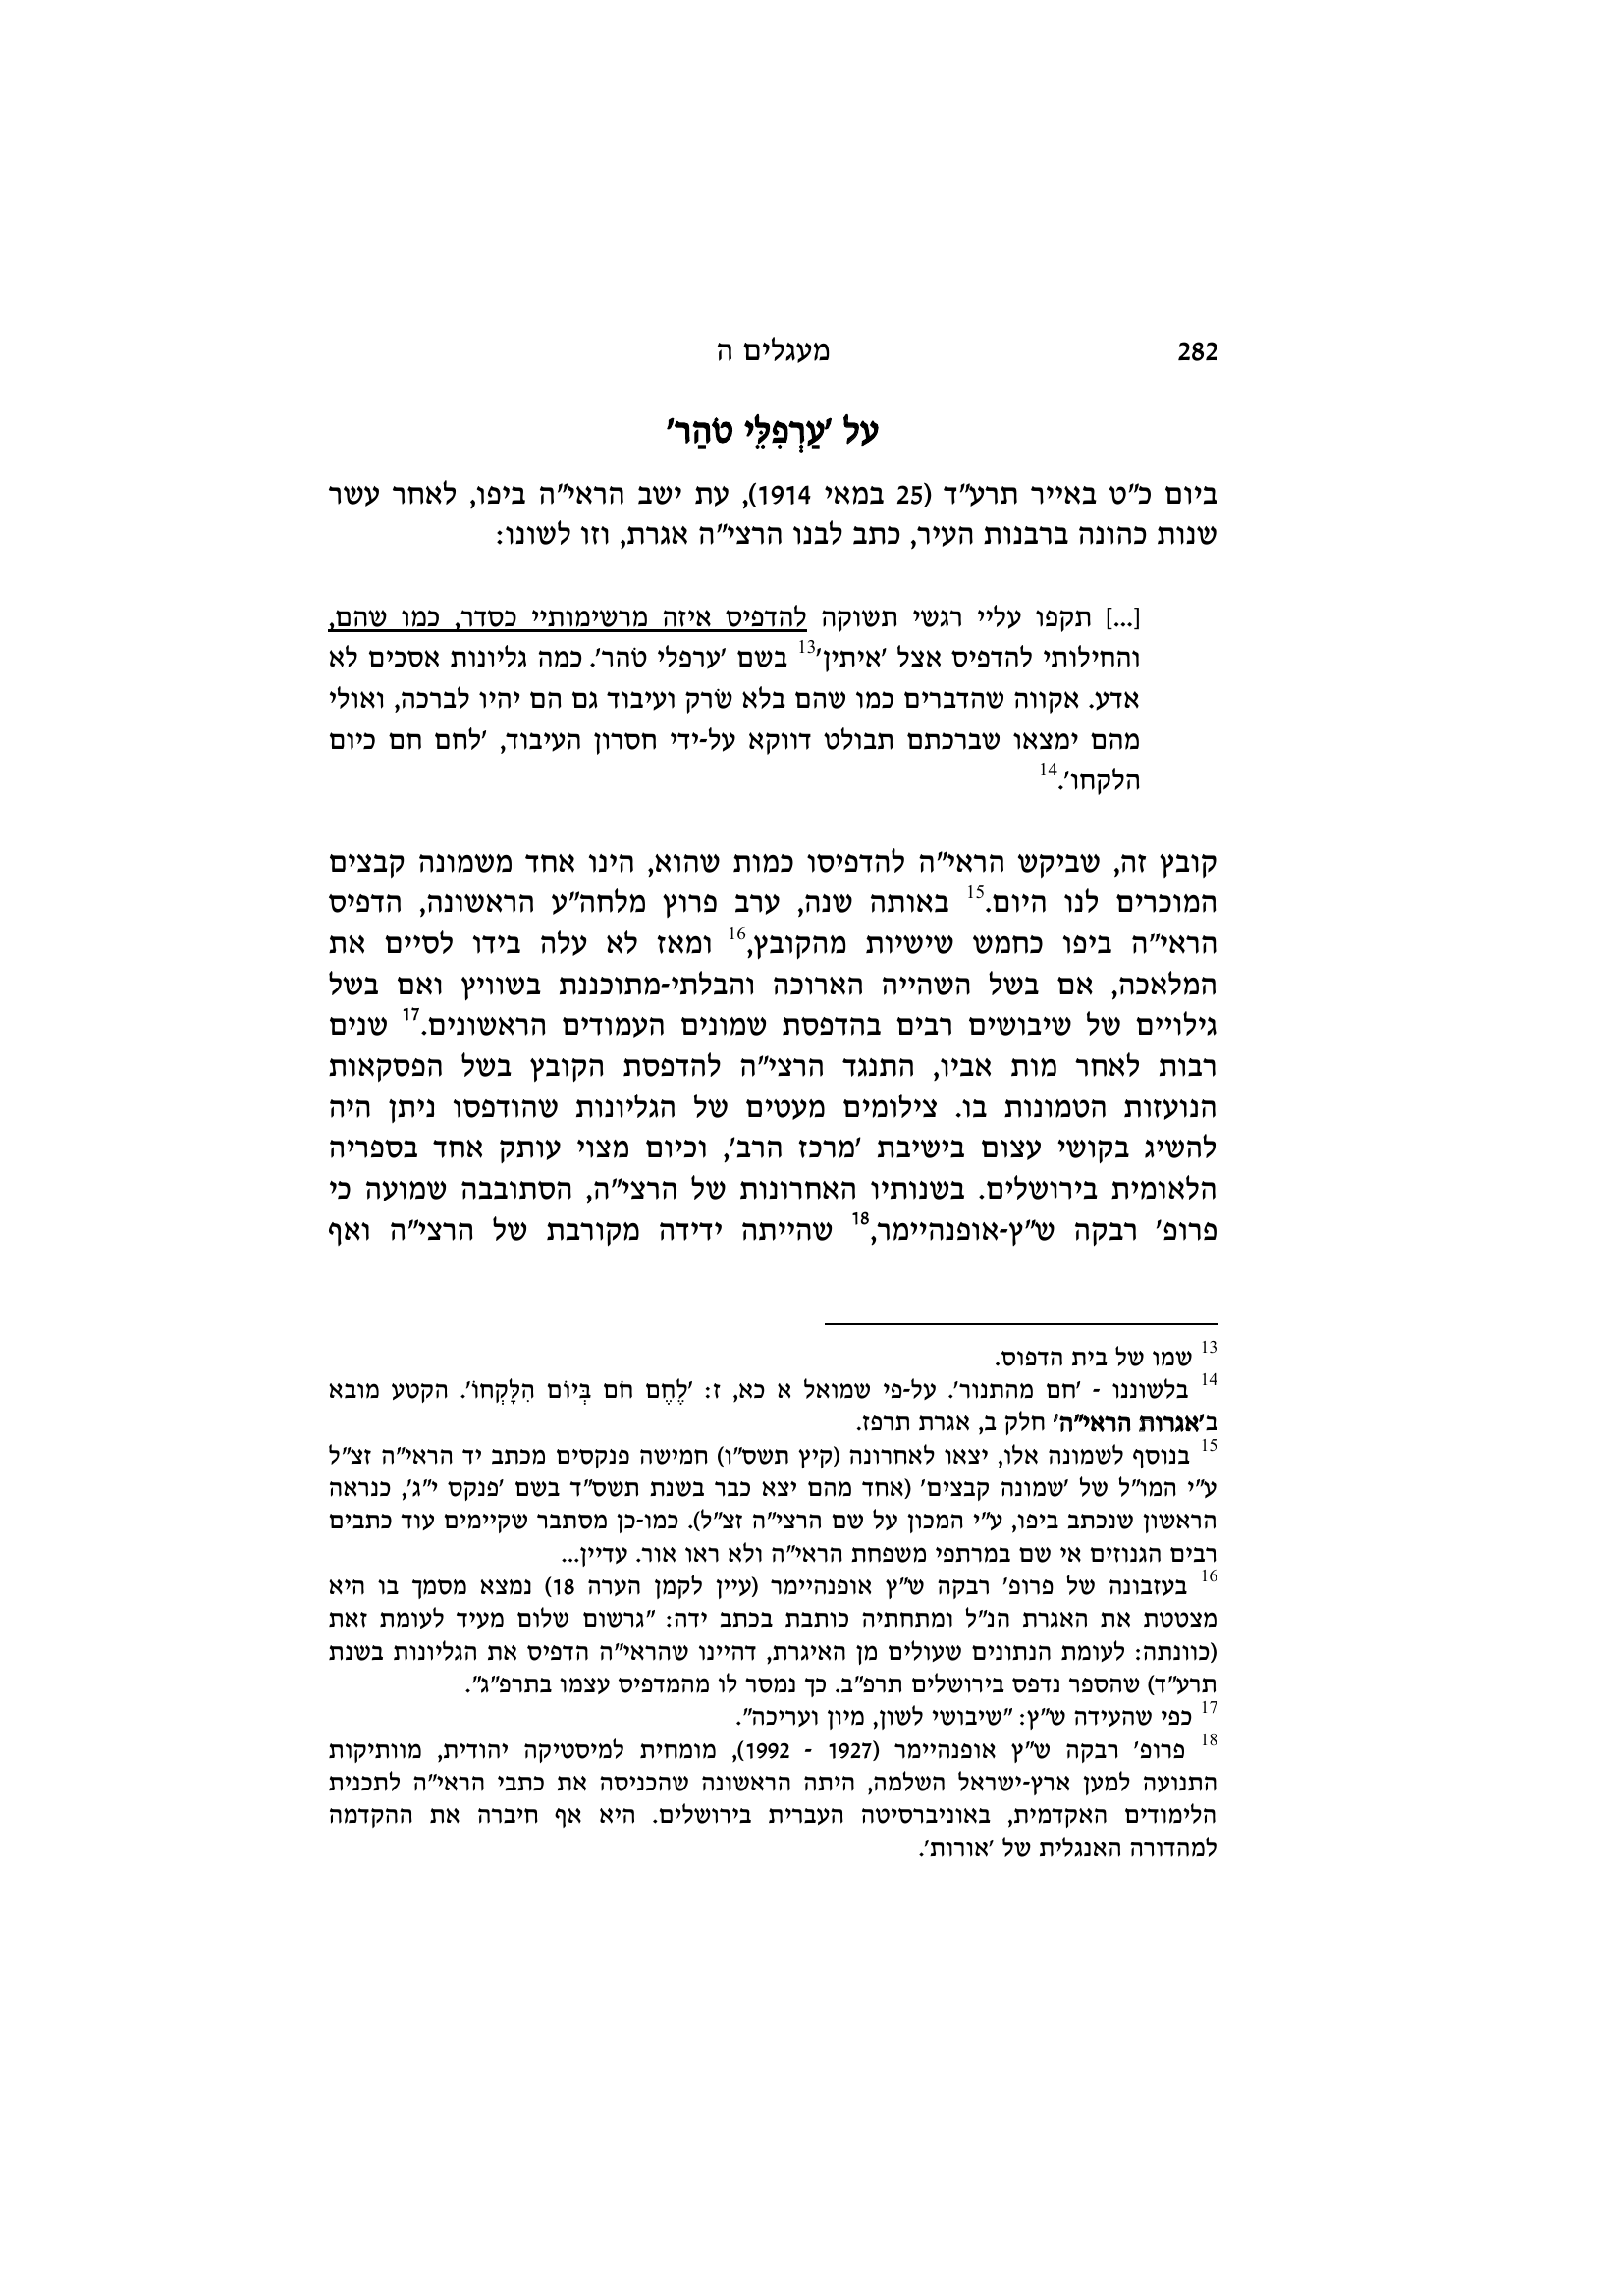 282 מעגלים ה
על 'עַרְפִלֵּי טֹהַר'
ביום כ"ט באייר תרע"ד (25 במאי 1914), עת ישב הראי"ה ביפו, לאחר עשר
שנות כהונה ברבנות העיר, כתב לבנו הרצי"ה אגרת, וזו לשונו:
[...] תקפו עליי רגשי תשוקה להדפיס איזה מרשימותיי כסדר, כמו שהם,
והחילותי להדפיס אצל 'איתין'13 בשם 'ערפלי טֹהר'. כמה גליונות אסכים לא
אדע. אקווה שהדברים כמו שהם בלא שׂרק ועיבוד גם הם יהיו לברכה, ואולי
מהם ימצאו שברכתם תבולט דווקא על-ידי חסרון העיבוד, 'לחם חם כיום
הלקחו'.14
קובץ זה, שביקש הראי"ה להדפיסו כמות שהוא, הינו אחד משמונה קבצים
המוכרים לנו היום.15 באותה שנה, ערב פרוץ מלחה"ע הראשונה, הדפיס
הראי"ה ביפו כחמש שישיות מהקובץ,16 ומאז לא עלה בידו לסיים את
המלאכה, אם בשל השהייה הארוכה והבלתי-מתוכננת בשוויץ ואם בשל
גילויים של שיבושים רבים בהדפסת שמונים העמודים הראשונים.17 שנים
רבות לאחר מות אביו, התנגד הרצי"ה להדפסת הקובץ בשל הפסקאות
הנועזות הטמונות בו. צילומים מעטים של הגליונות שהודפסו ניתן היה
להשיג בקושי עצום בישיבת 'מרכז הרב', וכיום מצוי עותק אחד בספריה
הלאומית בירושלים. בשנותיו האחרונות של הרצי"ה, הסתובבה שמועה כי
פרופ' רבקה ש"ץ-אופנהיימר,18 שהייתה ידידה מקורבת של הרצי"ה ואף
13 שמו של בית הדפוס.
14 בלשוננו - 'חם מהתנור'. על-פי שמואל א כא, ז: 'לֶחֶם חֹם בְּיוֹם הִלָּקְחוֹ'. הקטע מובא
ב'אגרות הראי"ה' חלק ב, אגרת תרפז.
15 בנוסף לשמונה אלו, יצאו לאחרונה (קיץ תשס"ו) חמישה פנקסים מכתב יד הראי"ה זצ"ל
ע"י המו"ל של 'שמונה קבצים' (אחד מהם יצא כבר בשנת תשס"ד בשם 'פנקס י"ג', כנראה
הראשון שנכתב ביפו, ע"י המכון על שם הרצי"ה זצ"ל). כמו-כן מסתבר שקיימים עוד כתבים
רבים הגנוזים אי שם במרתפי משפחת הראי"ה ולא ראו אור. עדיין...
16 בעזבונה של פרופ' רבקה ש"ץ אופנהיימר (עיין לקמן הערה 18) נמצא מסמך בו היא
מצטטת את האגרת הנ"ל ומתחתיה כותבת בכתב ידה: "גרשום שלום מעיד לעומת זאת
(כוונתה: לעומת הנתונים שעולים מן האיגרת, דהיינו שהראי"ה הדפיס את הגליונות בשנת
תרע"ד) שהספר נדפס בירושלים תרפ"ב. כך נמסר לו מהמדפיס עצמו בתרפ"ג".
17 כפי שהעידה ש"ץ: "שיבושי לשון, מיון ועריכה".
18 פרופ' רבקה ש"ץ אופנהיימר (1927 - 1992), מומחית למיסטיקה יהודית, מוותיקות
התנועה למען ארץ-ישראל השלמה, היתה הראשונה שהכניסה את כתבי הראי"ה לתכנית
הלימודים האקדמית, באוניברסיטה העברית בירושלים. היא אף חיברה את ההקדמה
למהדורה האנגלית של 'אורות'.